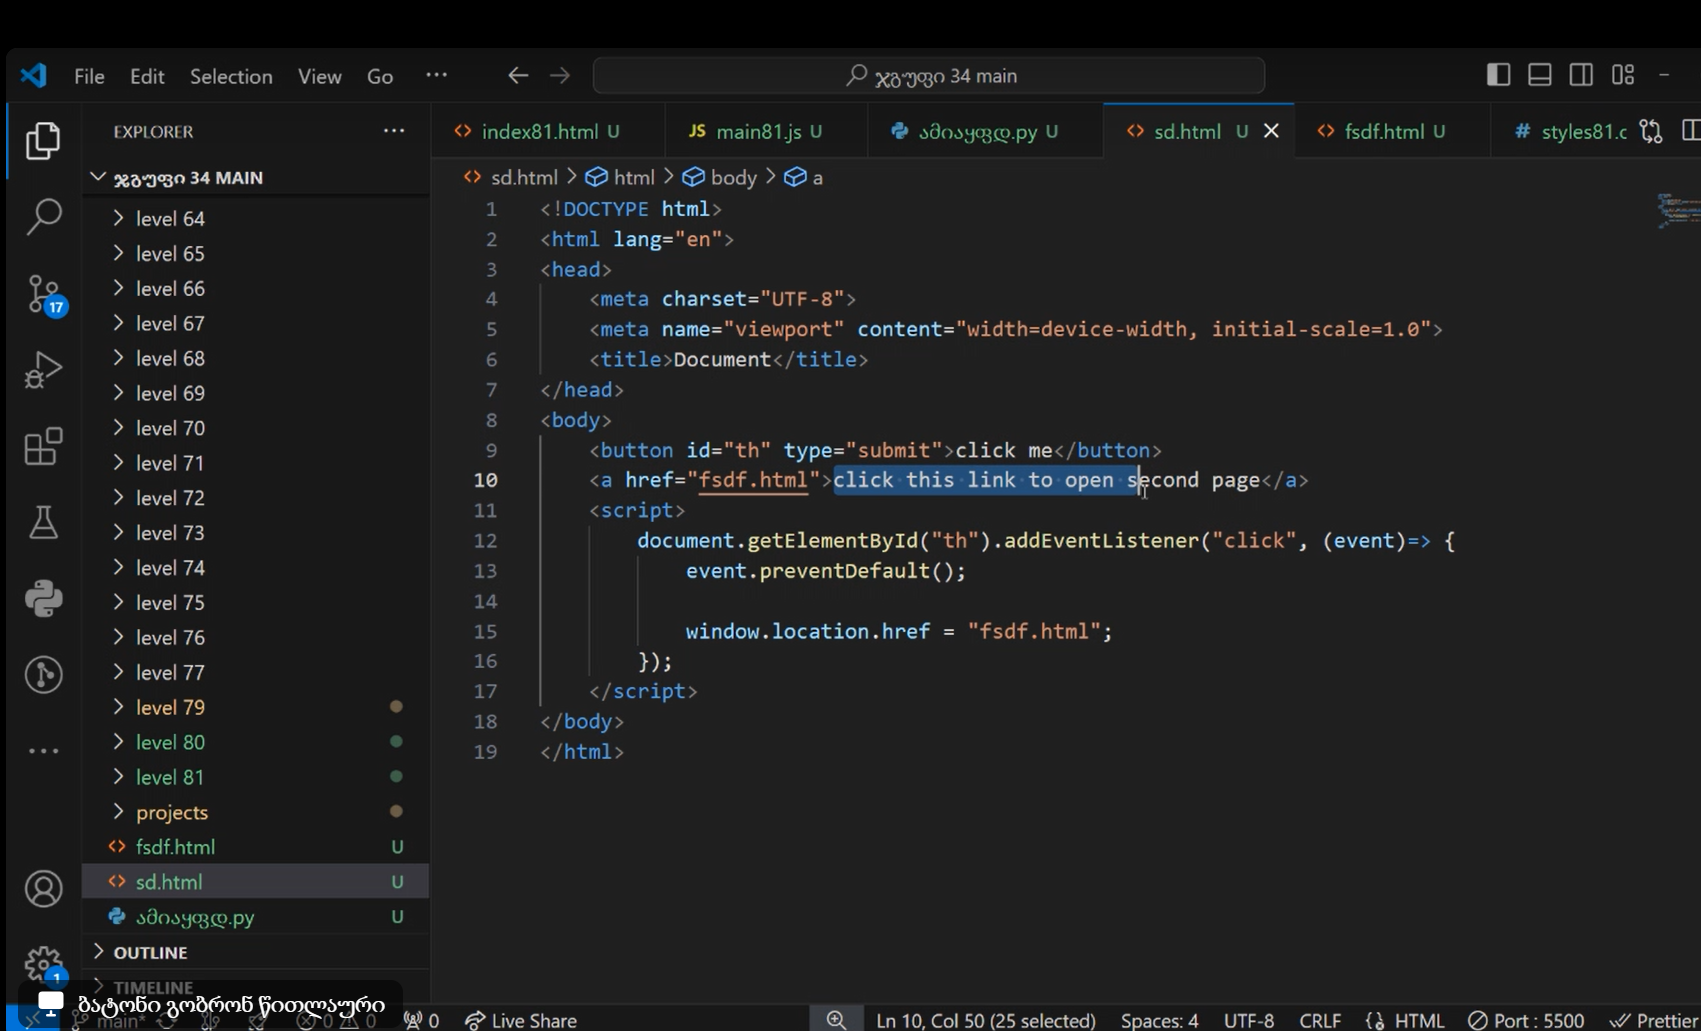 File Edit Selection View Go ··· ჯგუფი 34 main
EXPLORER ···
ჯგუფი 34 MAIN
level 64
level 65
level 66
level 67
level 68
level 69
level 70
level 71
level 72
level 73
level 74
level 75
level 76
level 77
level 79
level 80
level 81
projects
fsdf.html U
sd.html U
ამიაყფდ.py U
OUTLINE
TIMELINE
17
1
index81.html U JS main81.js U ამიაყფდ.py U sd.html U fsdf.html U # styles81.c
sd.html > html > body > a
1 <!DOCTYPE html>
2 <html lang="en">
3 <head>
4 <meta charset="UTF-8">
5 <meta name="viewport" content="width=device-width, initial-scale=1.0">
6 <title>Document</title>
7 </head>
8 <body>
9 <button id="th" type="submit">click me</button>
10 <a href="fsdf.html">click this link to open second page</a>
11 <script>
12 document.getElementById("th").addEventListener("click", (event)=> {
13 event.preventDefault();
14
15 window.location.href = "fsdf.html";
16 });
17 </script>
18 </body>
19 </html>
ბატონი გობრონ წითლაური
main* 0 0 0 Live Share Ln 10, Col 50 (25 selected) Spaces: 4 UTF-8 CRLF {} HTML Port : 5500 Prettier